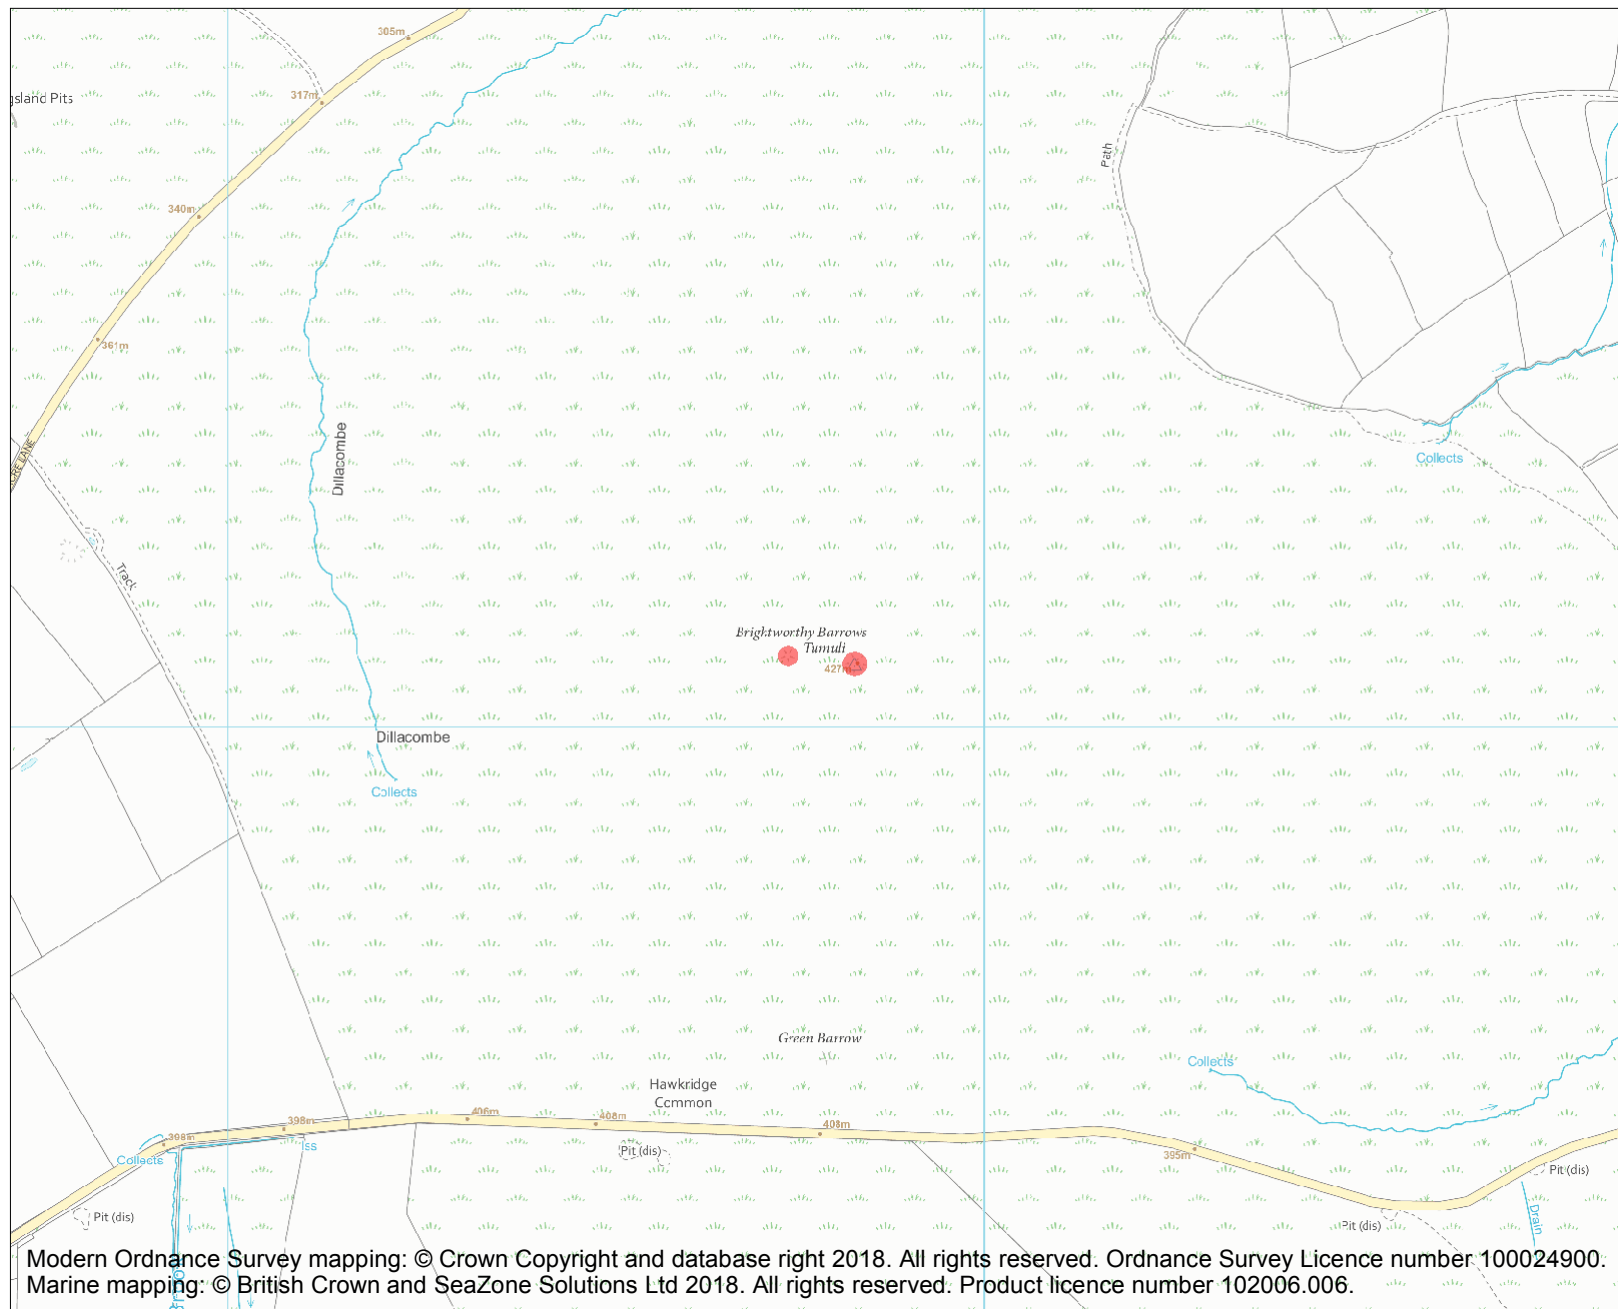 305m
317m
gsland Pits
Path
340m
361m
Dillacombe
Collects
Track
Brightworthy Barrows
Tumuli
427m
Dillacombe
Collects
Green Barrow
Collects
Hawkridge
Common
406m
408m
398m
398m
408m
Iss
Collects
Pit (dis)
395m
Pit (dis)
Pit (dis)
Pit (dis)
Drain
Modern Ordnance Survey mapping: © Crown Copyright and database right 2018. All rights reserved. Ordnance Survey Licence number 100024900.
Marine mapping: © British Crown and SeaZone Solutions Ltd 2018. All rights reserved. Product licence number 102006.006.